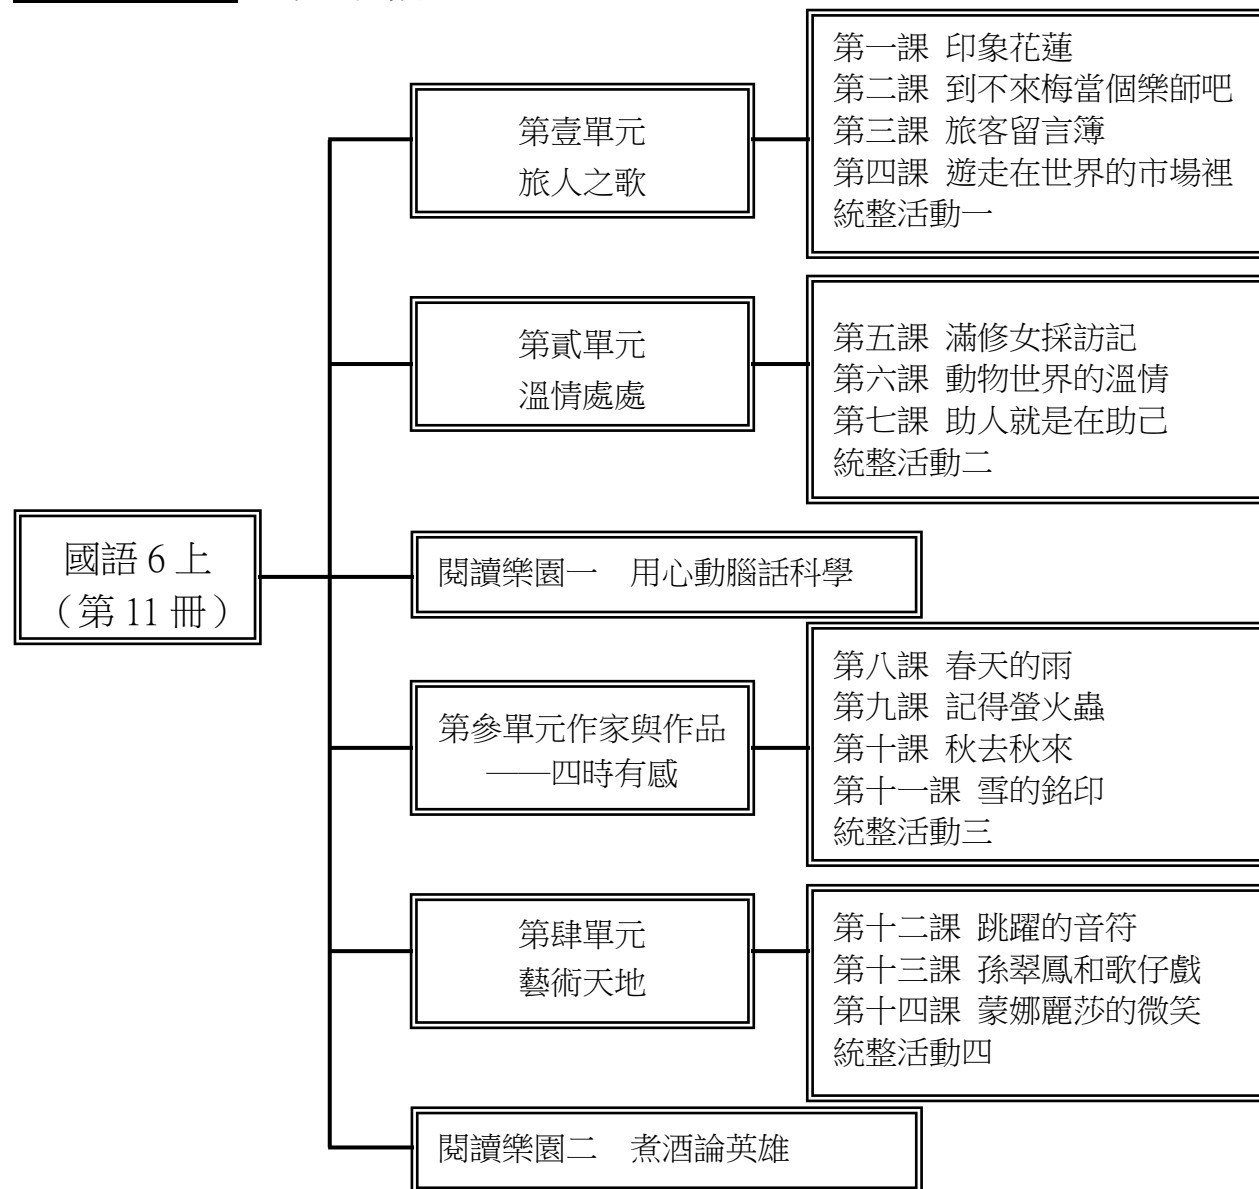 第一課 印象花蓮
第二課 到不來梅當個樂師吧
第三課 旅客留言簿
第四課 遊走在世界的市場裡
統整活動一
第壹單元
旅人之歌
第貳單元
溫情處處
第五課 滿修女採訪記
第六課 動物世界的溫情
第七課 助人就是在助己
統整活動二
國語 6 上
（第 11 冊）
閱讀樂園一 用心動腦話科學
第參單元作家與作品
——四時有感
第八課 春天的雨
第九課 記得螢火蟲
第十課 秋去秋來
第十一課 雪的銘印
統整活動三
第肆單元
藝術天地
第十二課 跳躍的音符
第十三課 孫翠鳳和歌仔戲
第十四課 蒙娜麗莎的微笑
統整活動四
閱讀樂園二 煮酒論英雄